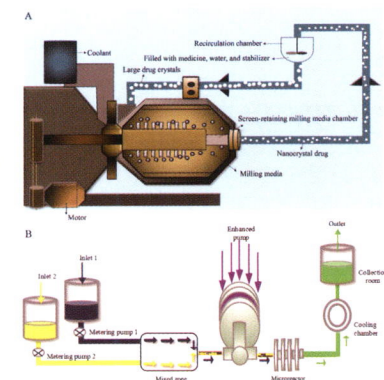 A
Coolant
Recirculation chamber
Filled with medicine, water, and stabilizer
Large drug crystals
Screen-retaining milling media chamber
Nanocrystal drug
Milling media
Motor
B
Enhanced
pump
Outlet
Inlet 1
Inlet 2
Collection
room
Metering pump 1
Cooling
chamber
Metering pump 2
Mixed zone
Microreactor